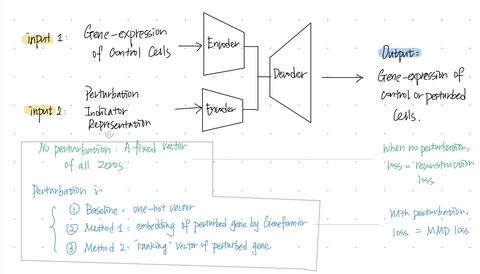 input 1: Gene-expression
of Control Cells
Encoder
Decoder
Output:
Gene-expression of
control or perturbed
Cells.
input 2: Perturbation
Indicator
Representation
Encoder
No perturbation: A fixed vector
of all zeros.
When no perturbation,
loss = reconstruction
loss
Perturbation i:
① Baseline: one-hot vector
② Method 1: embedding of perturbed gene by Geneformer
③ Method 2: "ranking" vector of perturbed gene
With perturbation,
loss = MMD loss